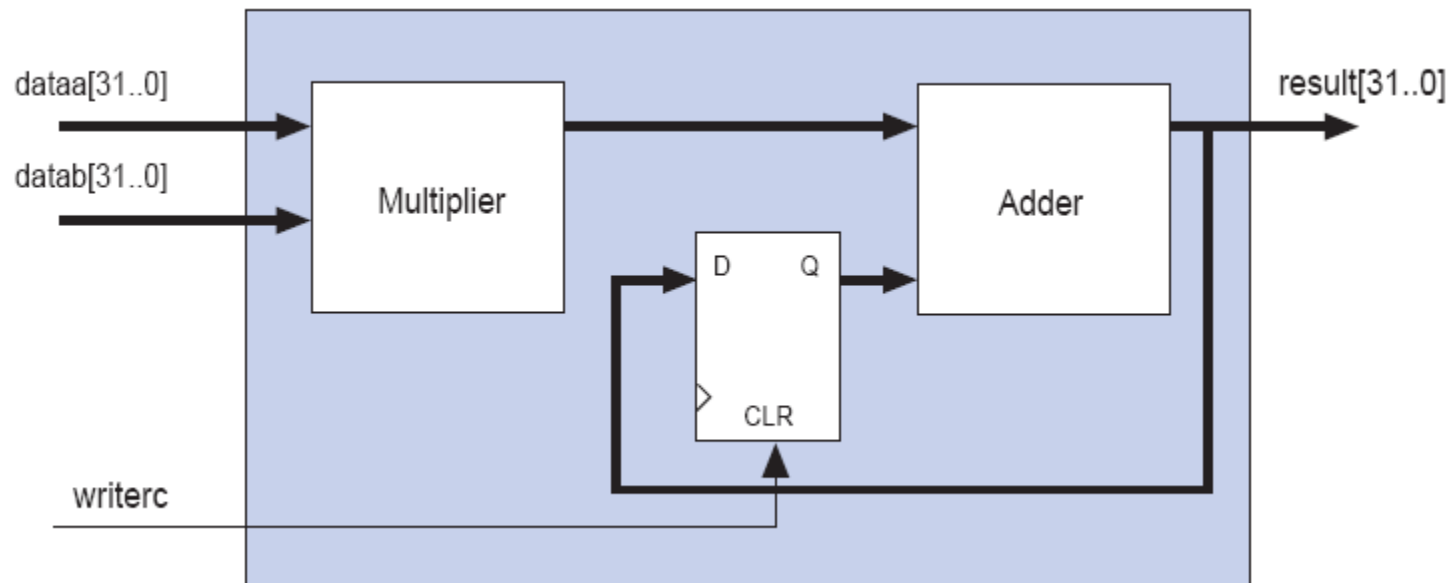 dataa[31..0]
result[31..0]
datab[31..0]
Multiplier
Adder
D Q
CLR
writerc